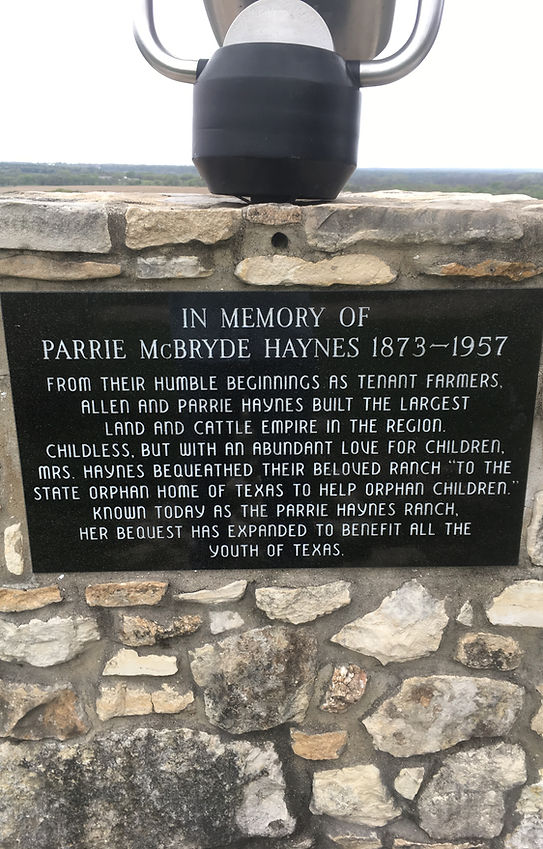 IN MEMORY OF
PARRIE McBRYDE HAYNES 1873–1957
FROM THEIR HUMBLE BEGINNINGS AS TENANT FARMERS,
ALLEN AND PARRIE HAYNES BUILT THE LARGEST
LAND AND CATTLE EMPIRE IN THE REGION.
CHILDLESS, BUT WITH AN ABUNDANT LOVE FOR CHILDREN,
MRS. HAYNES BEQUEATHED THEIR BELOVED RANCH "TO THE
STATE ORPHAN HOME OF TEXAS TO HELP ORPHAN CHILDREN."
KNOWN TODAY AS THE PARRIE HAYNES RANCH,
HER BEQUEST HAS EXPANDED TO BENEFIT ALL THE
YOUTH OF TEXAS.